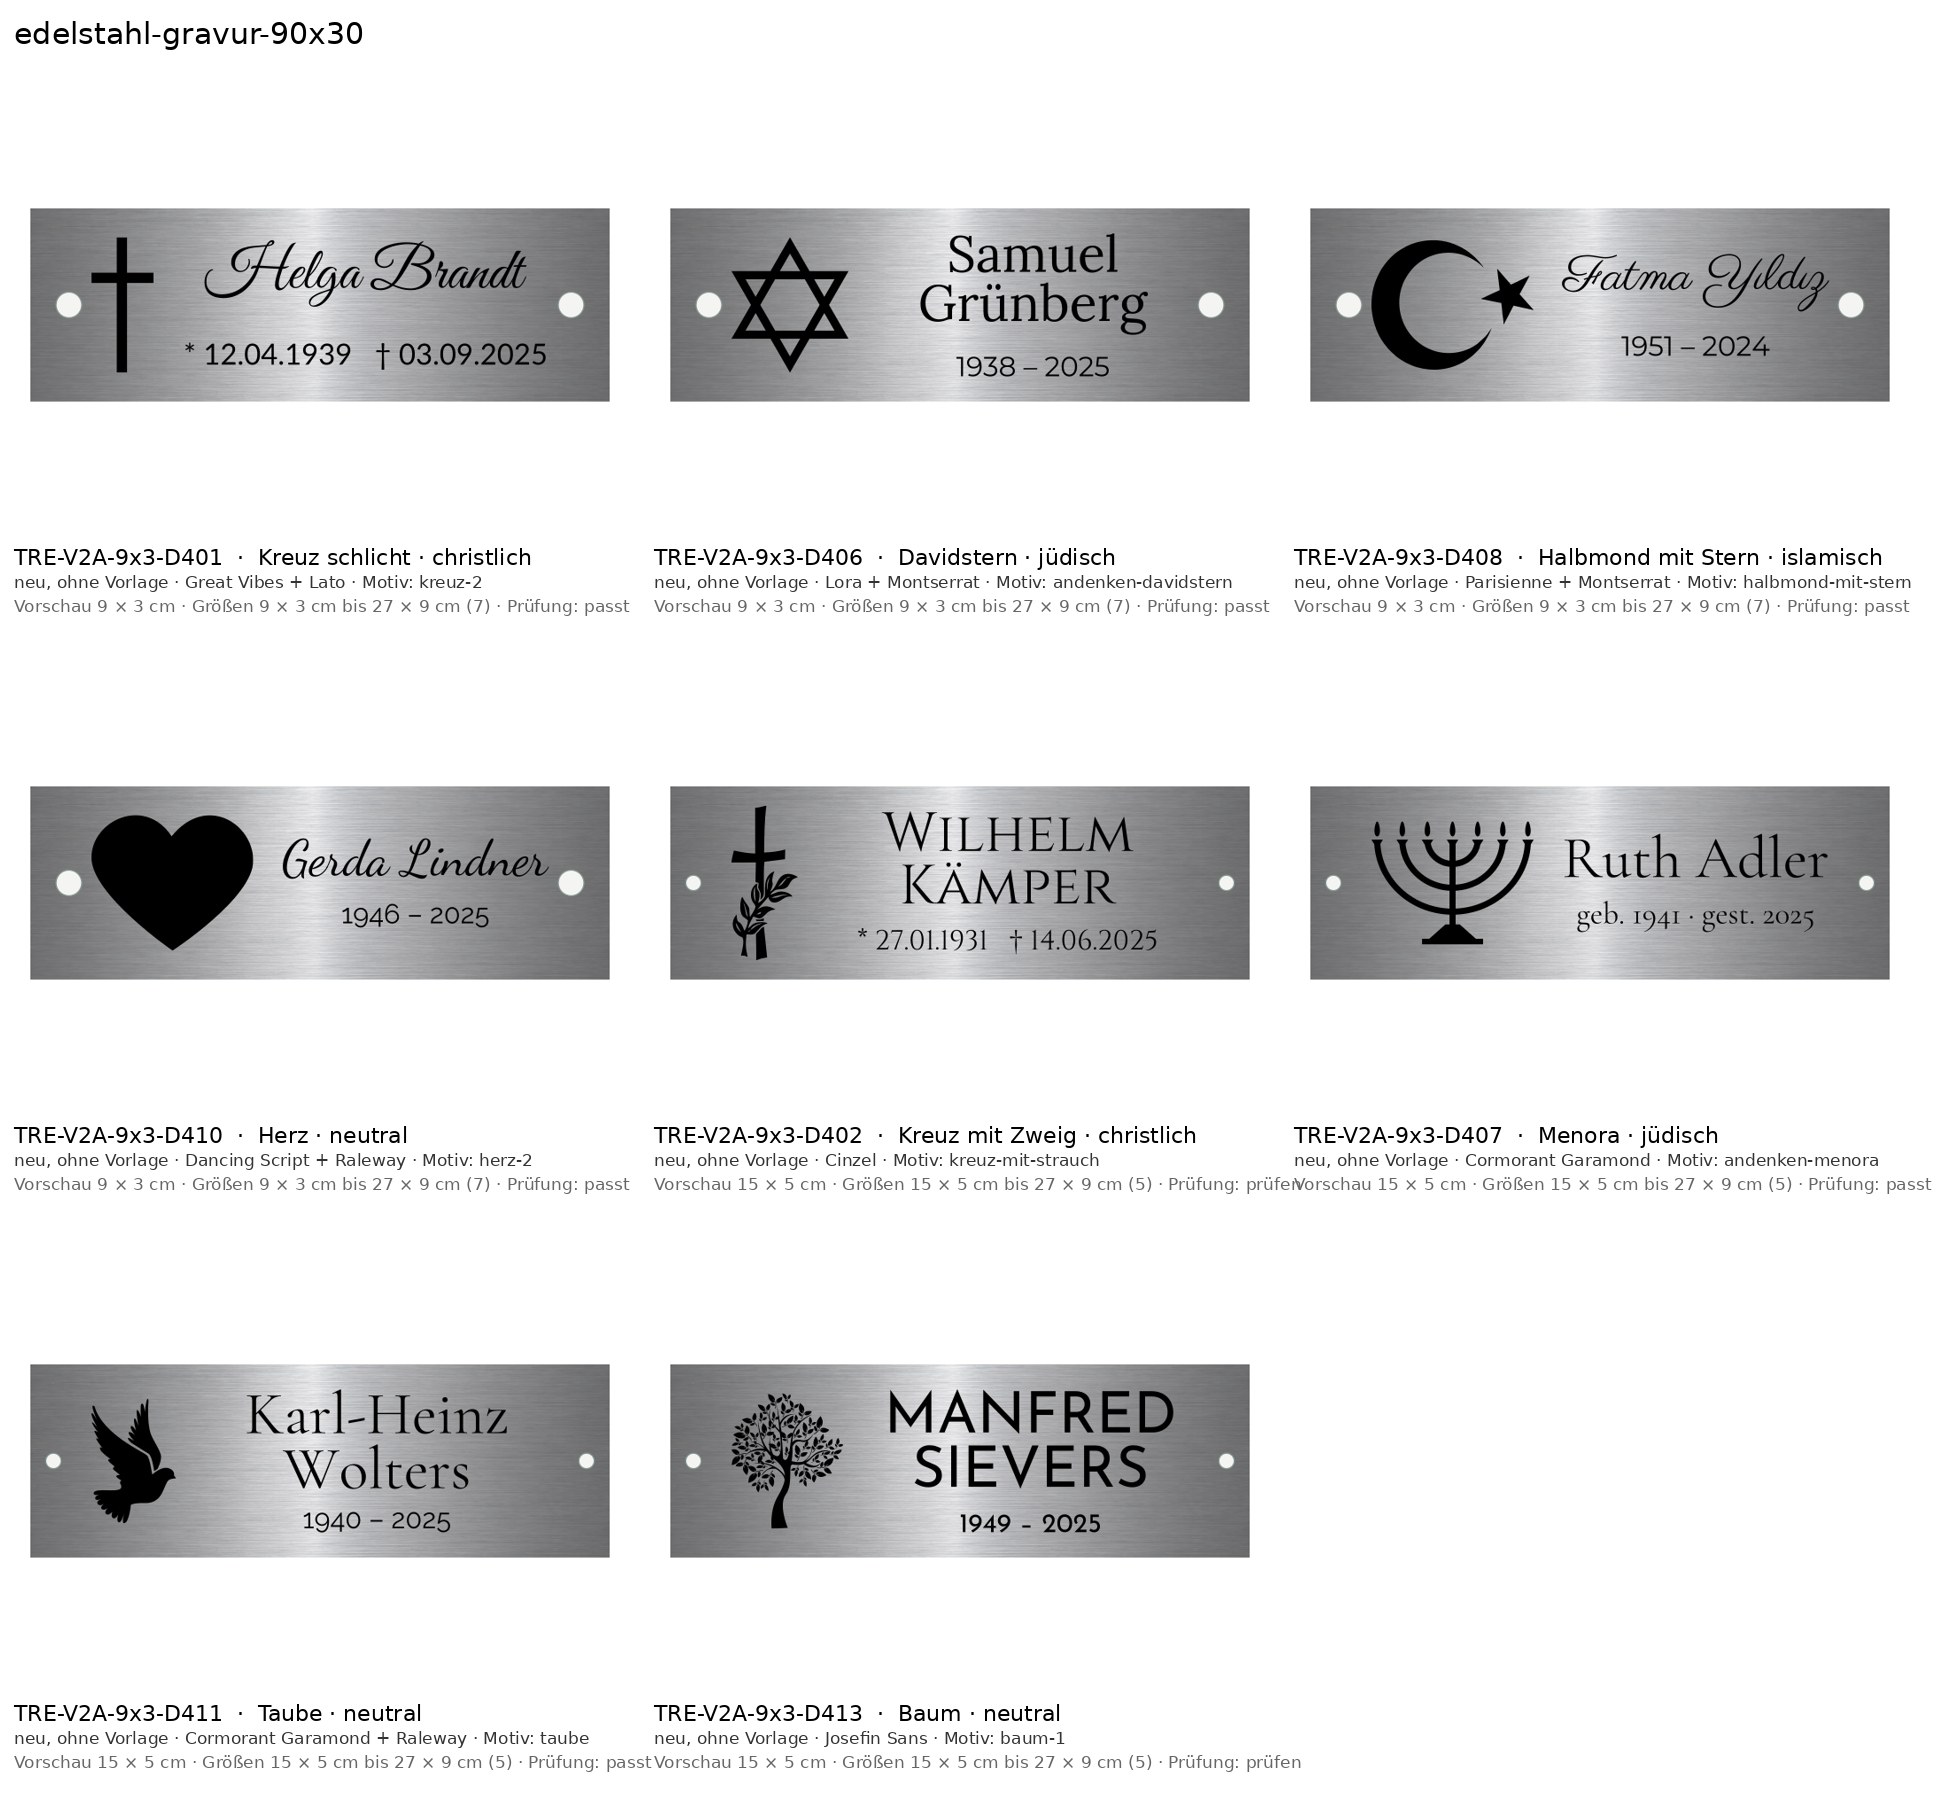 edelstahl-gravur-90x30
Helga Brandt
* 12.04.1939 † 03.09.2025
TRE-V2A-9x3-D401 · Kreuz schlicht · christlich
neu, ohne Vorlage · Great Vibes + Lato · Motiv: kreuz-2
Vorschau 9 × 3 cm · Größen 9 × 3 cm bis 27 × 9 cm (7) · Prüfung: passt
Samuel
Grünberg
1938 – 2025
TRE-V2A-9x3-D406 · Davidstern · jüdisch
neu, ohne Vorlage · Lora + Montserrat · Motiv: andenken-davidstern
Vorschau 9 × 3 cm · Größen 9 × 3 cm bis 27 × 9 cm (7) · Prüfung: passt
Fatma Yıldız
1951 – 2024
TRE-V2A-9x3-D408 · Halbmond mit Stern · islamisch
neu, ohne Vorlage · Parisienne + Montserrat · Motiv: halbmond-mit-stern
Vorschau 9 × 3 cm · Größen 9 × 3 cm bis 27 × 9 cm (7) · Prüfung: passt
Gerda Lindner
1946 – 2025
TRE-V2A-9x3-D410 · Herz · neutral
neu, ohne Vorlage · Dancing Script + Raleway · Motiv: herz-2
Vorschau 9 × 3 cm · Größen 9 × 3 cm bis 27 × 9 cm (7) · Prüfung: passt
WILHELM
KÄMPER
* 27.01.1931 † 14.06.2025
TRE-V2A-9x3-D402 · Kreuz mit Zweig · christlich
neu, ohne Vorlage · Cinzel · Motiv: kreuz-mit-strauch
Vorschau 15 × 5 cm · Größen 15 × 5 cm bis 27 × 9 cm (5) · Prüfung: prüfen
Ruth Adler
geb. 1941 · gest. 2025
TRE-V2A-9x3-D407 · Menora · jüdisch
neu, ohne Vorlage · Cormorant Garamond · Motiv: andenken-menora
Vorschau 15 × 5 cm · Größen 15 × 5 cm bis 27 × 9 cm (5) · Prüfung: passt
Karl-Heinz
Wolters
1940 – 2025
TRE-V2A-9x3-D411 · Taube · neutral
neu, ohne Vorlage · Cormorant Garamond + Raleway · Motiv: taube
Vorschau 15 × 5 cm · Größen 15 × 5 cm bis 27 × 9 cm (5) · Prüfung: passt
MANFRED
SIEVERS
1949 – 2025
TRE-V2A-9x3-D413 · Baum · neutral
neu, ohne Vorlage · Josefin Sans · Motiv: baum-1
Vorschau 15 × 5 cm · Größen 15 × 5 cm bis 27 × 9 cm (5) · Prüfung: prüfen